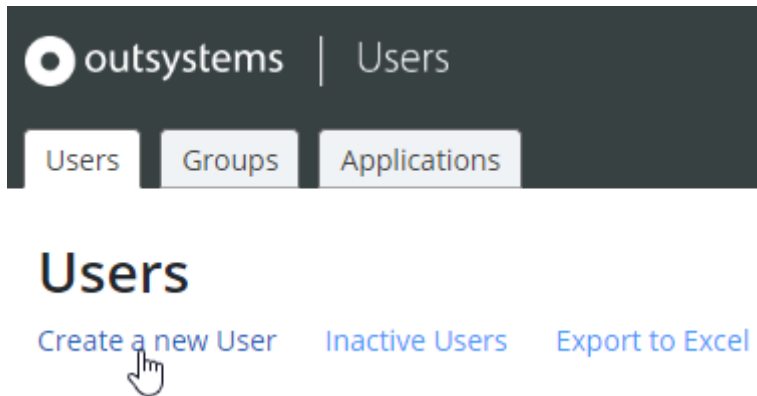 outsystems | Users
Users Groups Applications
Users
Create a new User Inactive Users Export to Excel